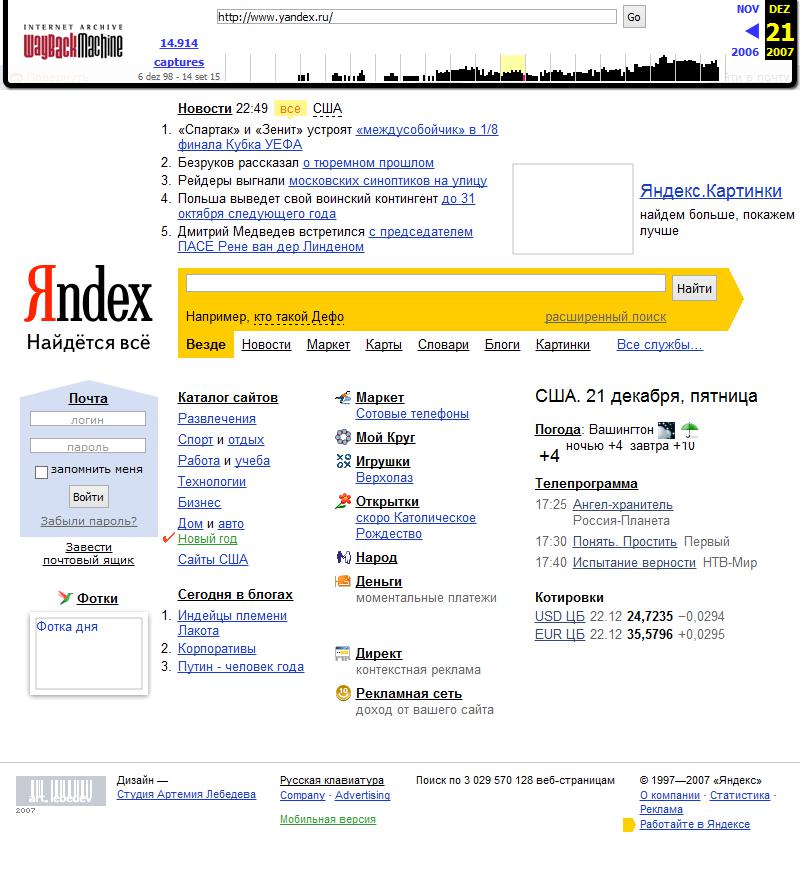 INTERNET ARCHIVE
WayBackMachine
http://www.yandex.ru/
Go
14.914
captures
6 dez 98 - 14 set 15
NOV
DEZ
21
2006
2007
Новости 22:49 все США
1. «Спартак» и «Зенит» устроят «междусобойчик» в 1/8
финала Кубка УЕФА
2. Безруков рассказал о тюремном прошлом
3. Рейдеры выгнали московских синоптиков на улицу
4. Польша выведет свой воинский контингент до 31
октября следующего года
5. Дмитрий Медведев встретился с председателем
ПАСЕ Рене ван дер Линденом
Яндекс.Картинки
найдем больше, покажем
лучше
Яndex
Найдётся всё
Найти
Например, кто такой Дефо
расширенный поиск
Везде Новости Маркет Карты Словари Блоги Картинки Все службы…
Почта
логин
пароль
запомнить меня
Войти
Забыли пароль?
Завести
почтовый ящик
Фотки
Фотка дня
Каталог сайтов
Развлечения
Спорт и отдых
Работа и учеба
Технологии
Бизнес
Дом и авто
Новый год
Сайты США
Сегодня в блогах
1. Индейцы племени
Лакота
2. Корпоративы
3. Путин - человек года
Маркет
Сотовые телефоны
Мой Круг
Игрушки
Верхолаз
Открытки
скоро Католическое
Рождество
Народ
Деньги
моментальные платежи
Директ
контекстная реклама
Рекламная сеть
доход от вашего сайта
США. 21 декабря, пятница
Погода: Вашингтон
+4 ночью +4 завтра +10
Телепрограмма
17:25 Ангел-хранитель
Россия-Планета
17:30 Понять. Простить Первый
17:40 Испытание верности НТВ-Мир
Котировки
USD ЦБ 22.12 24,7235 −0,0294
EUR ЦБ 22.12 35,5796 +0,0295
art. lebedev
2007
Дизайн —
Студия Артемия Лебедева
Русская клавиатура
Company · Advertising
Мобильная версия
Поиск по 3 029 570 128 веб-страницам
© 1997—2007 «Яндекс»
О компании · Статистика ·
Реклама
Работайте в Яндексе